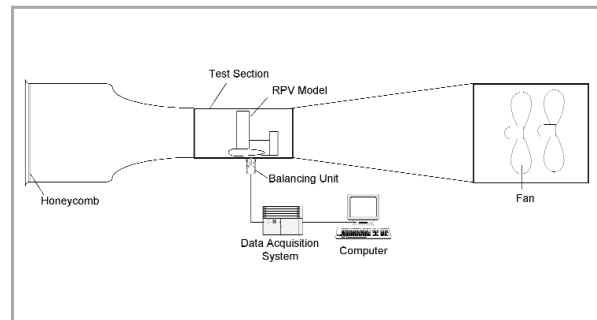 Test Section
RPV Model
Balancing Unit
Honeycomb
Fan
Data Acquisition
System
Computer